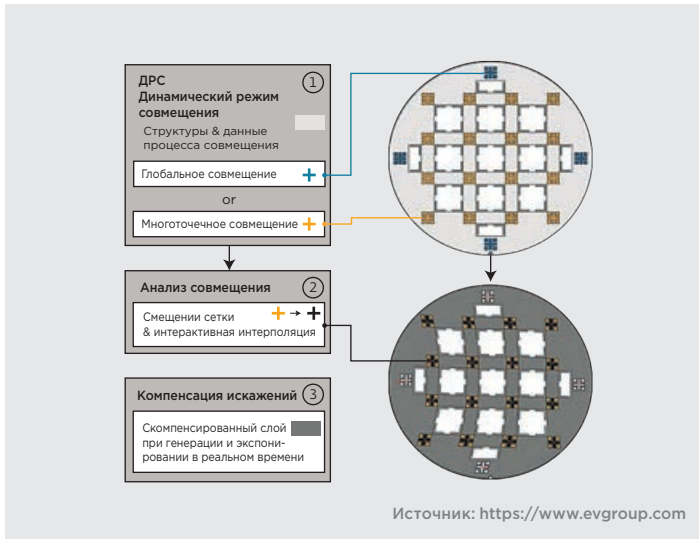 ДРС
Динамический режим
совмещения
1
Структуры & данные
процесса совмещения
Глобальное совмещение
or
Многоточечное совмещение
Анализ совмещения
2
Смещении сетки
& интерактивная интерполяция
Компенсация искажений
3
Скомпенсированный слой
при генерации и экспони-
ровании в реальном времени
Источник: https://www.evgroup.com